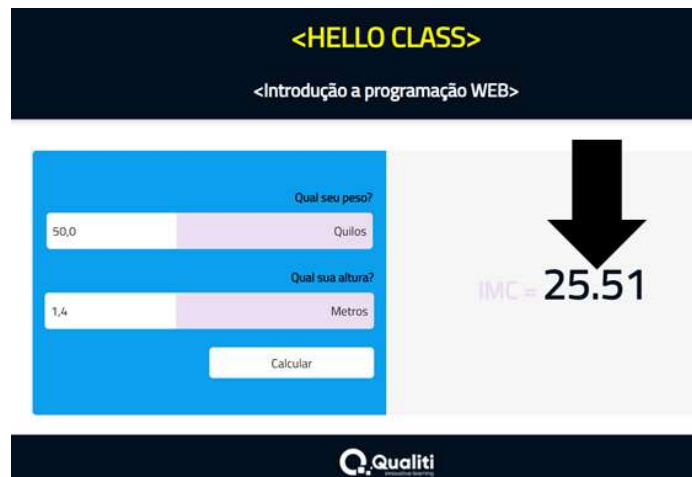 <HELLO CLASS>
<Introdução a programação WEB>
Qual seu peso?
50,0 Quilos
Qual sua altura?
1,4 Metros
Calcular
IMC = 25.51
Qualiti